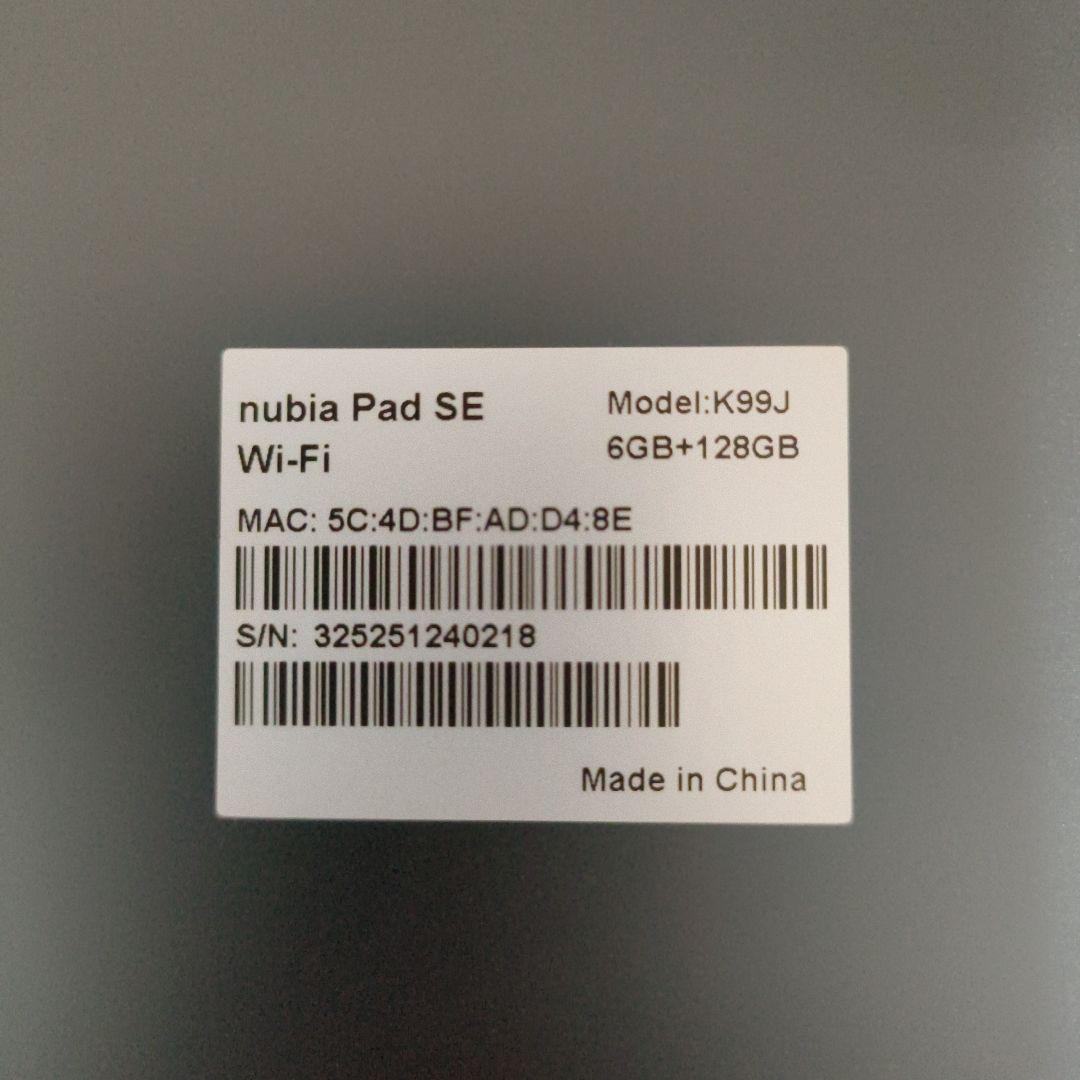 nubia Pad SE
Wi-Fi
Model:K99J
6GB+128GB
MAC: 5C:4D:BF:AD:D4:8E
S/N: 325251240218
Made in China